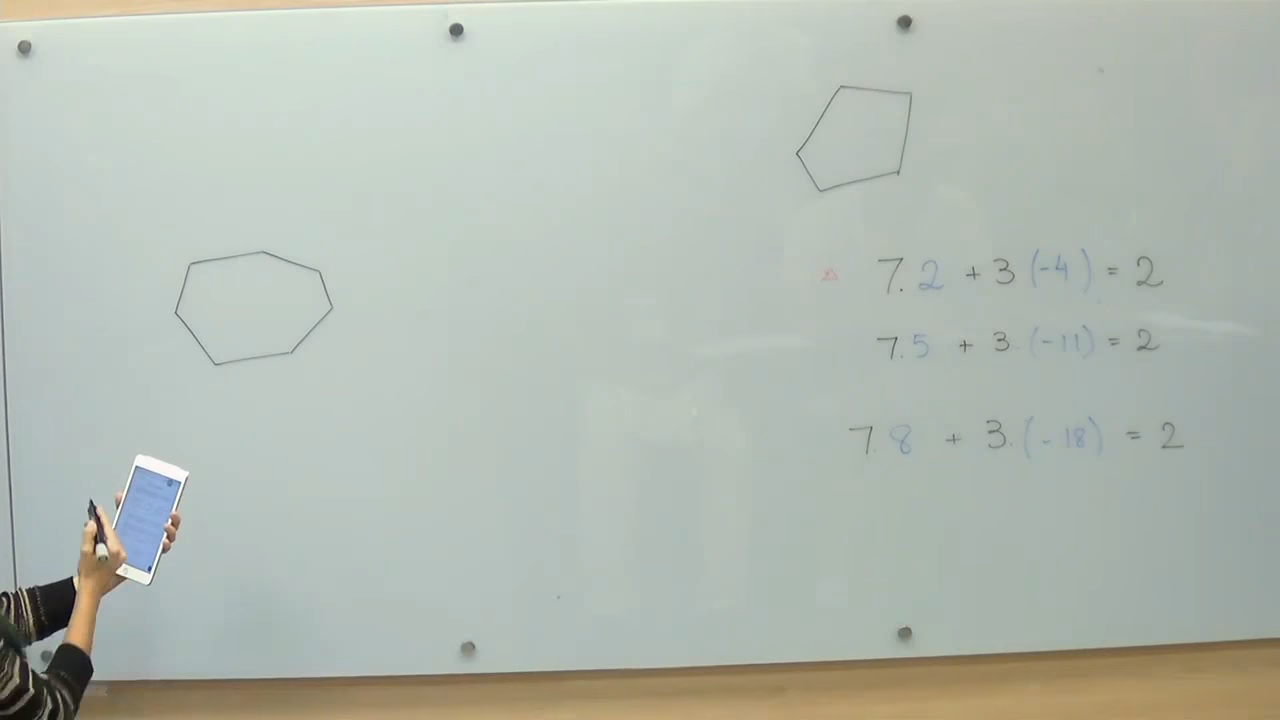 7.2 + 3(-4) = 2
7.5 + 3.(-11) = 2
7.8 + 3.(-18) = 2